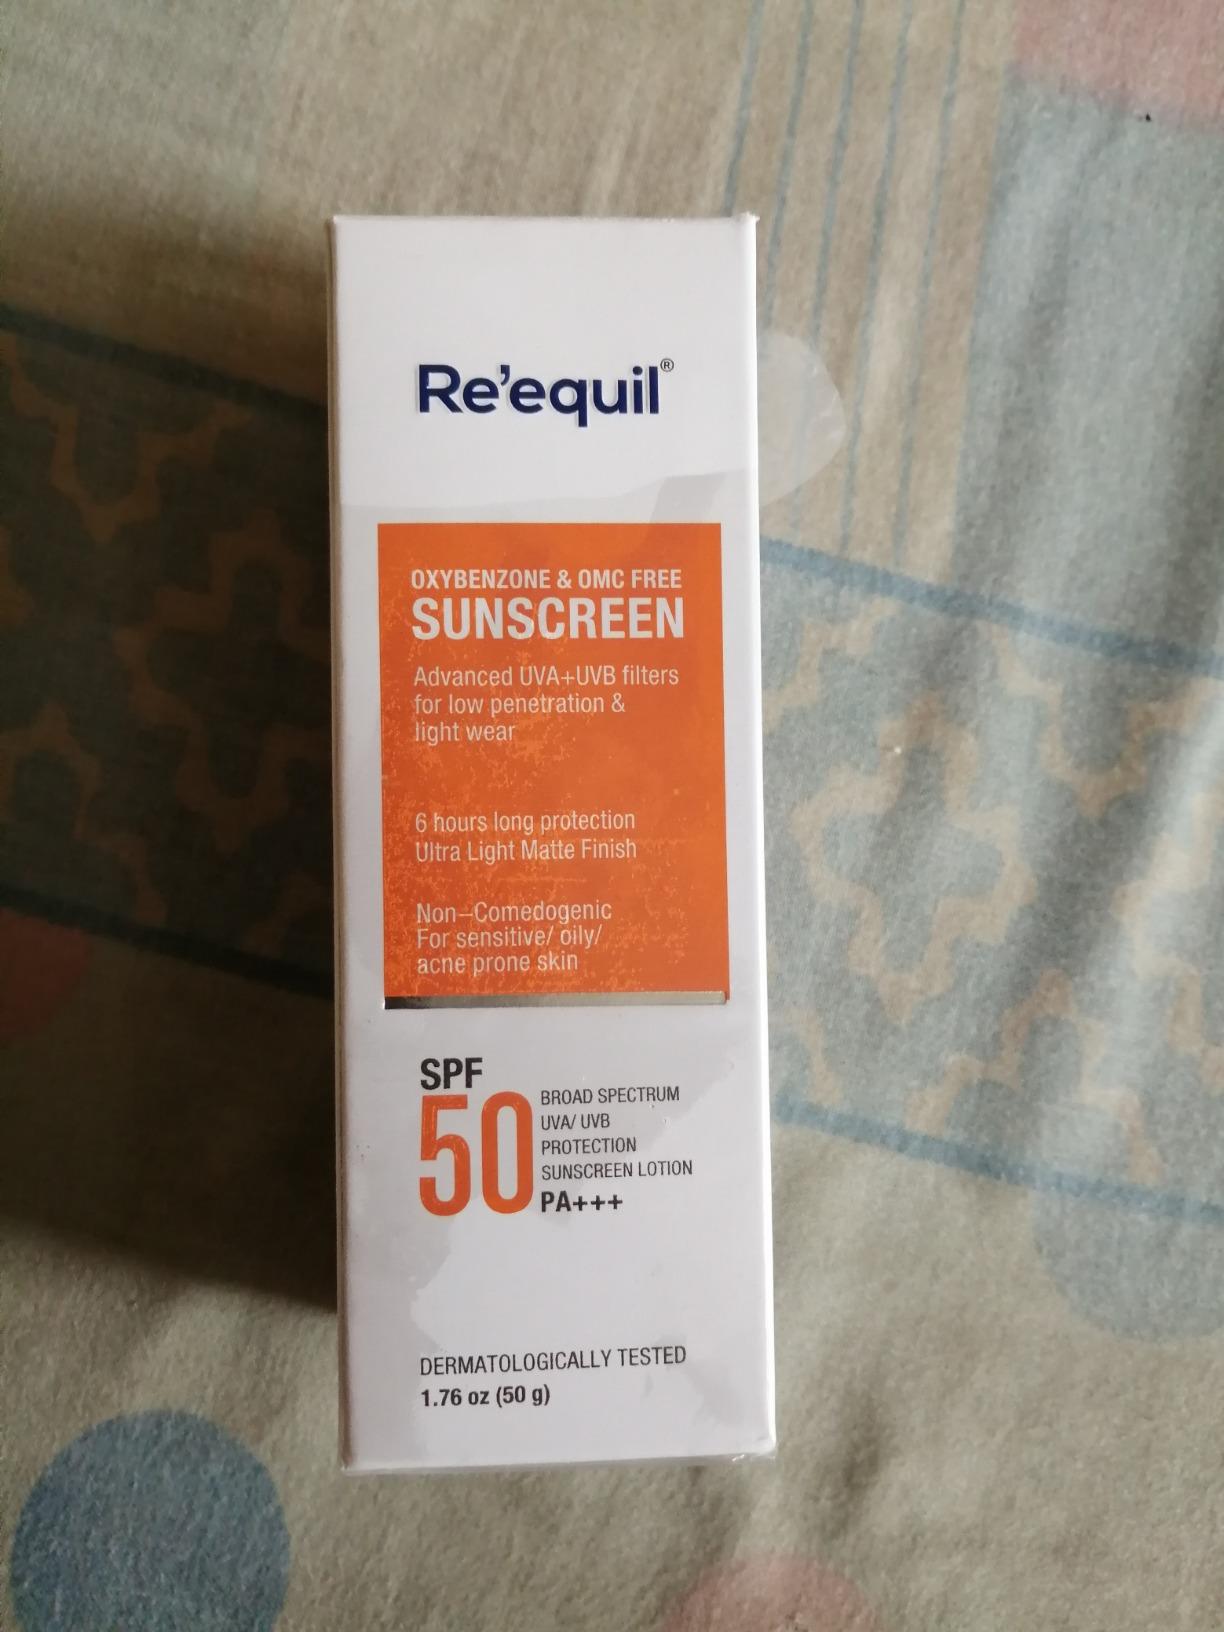 Re’equil®
OXYBENZONE & OMC FREE
SUNSCREEN
Advanced UVA+UVB filters
for low penetration &
light wear
6 hours long protection
Ultra Light Matte Finish
Non–Comedogenic
For sensitive/ oily/
acne prone skin
SPF
50
BROAD SPECTRUM
UVA/ UVB
PROTECTION
SUNSCREEN LOTION
PA+++
DERMATOLOGICALLY TESTED
1.76 oz (50 g)